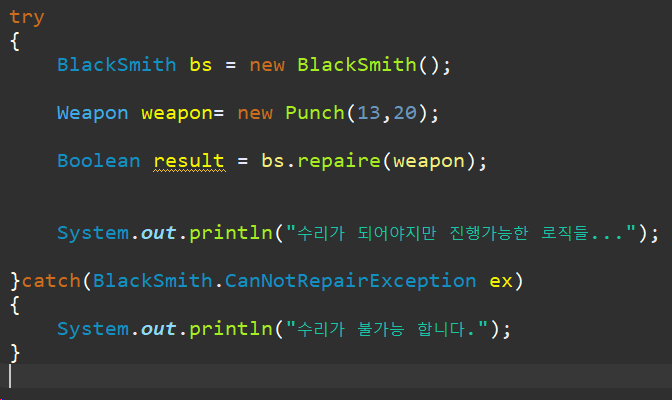 try
{
    BlackSmith bs = new BlackSmith();
    Weapon weapon= new Punch(13,20);
    Boolean result = bs.repaire(weapon);
    System.out.println("수리가 되어야지만 진행가능한 로직들...");
}catch(BlackSmith.CanNotRepairException ex)
{
    System.out.println("수리가 불가능 합니다.");
}